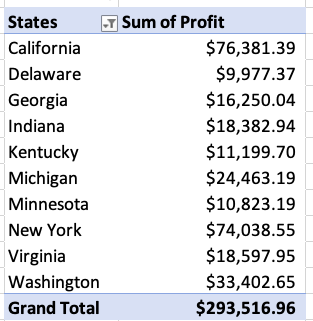 States Sum of Profit
California $76,381.39
Delaware $9,977.37
Georgia $16,250.04
Indiana $18,382.94
Kentucky $11,199.70
Michigan $24,463.19
Minnesota $10,823.19
New York $74,038.55
Virginia $18,597.95
Washington $33,402.65
Grand Total $293,516.96